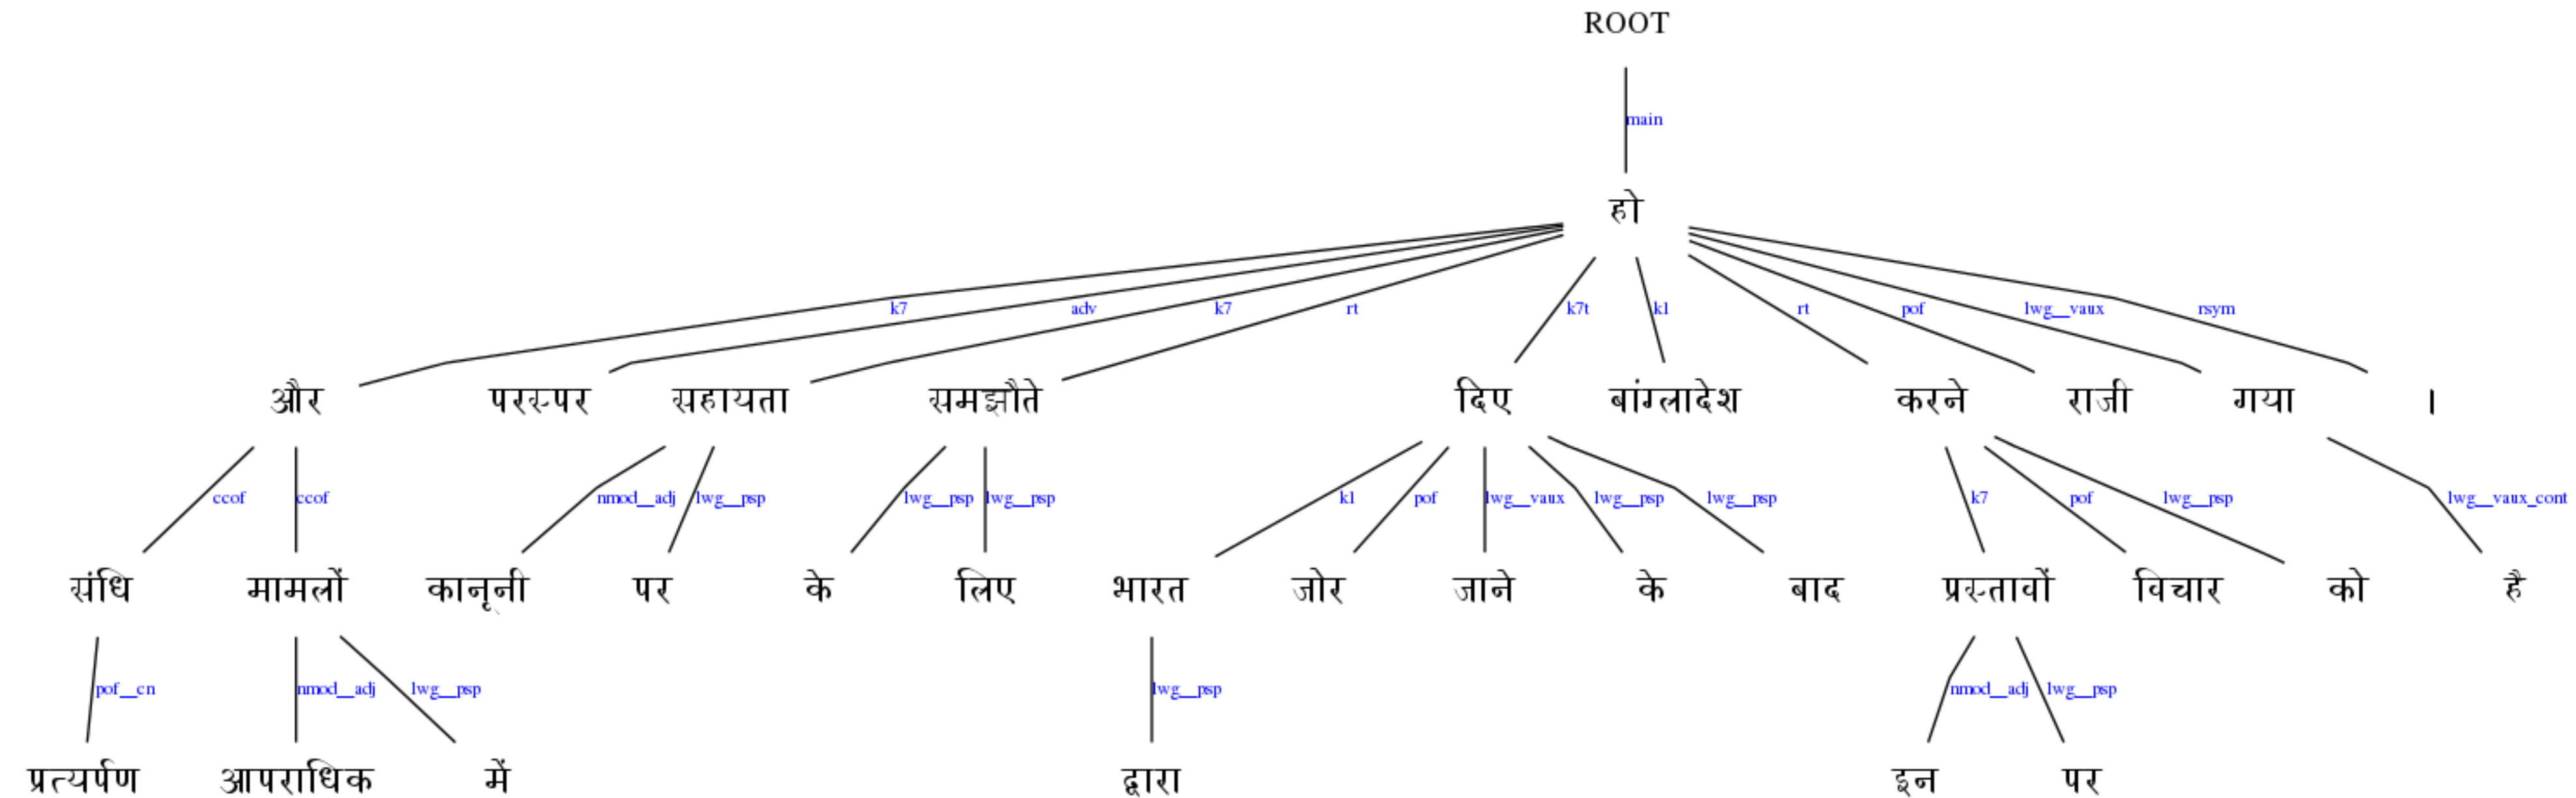 ROOT
main
हो
k7 adv k7 rt k7t k1 rt pof lwg__vaux rsym
और परस्पर सहायता समझौते दिए बांग्लादेश करने राजी गया ।
ccof ccof nmod__adj lwg__psp lwg__psp lwg__psp k1 pof lwg__vaux lwg__psp lwg__psp k7 pof lwg__psp lwg__vaux_cont
संधि मामलों कानूनी पर के लिए भारत जोर जाने के बाद प्रस्तावों विचार को है
pof__cn nmod__adj lwg__psp lwg__psp nmod__adj lwg__psp
प्रत्यर्पण आपराधिक में द्वारा इन पर